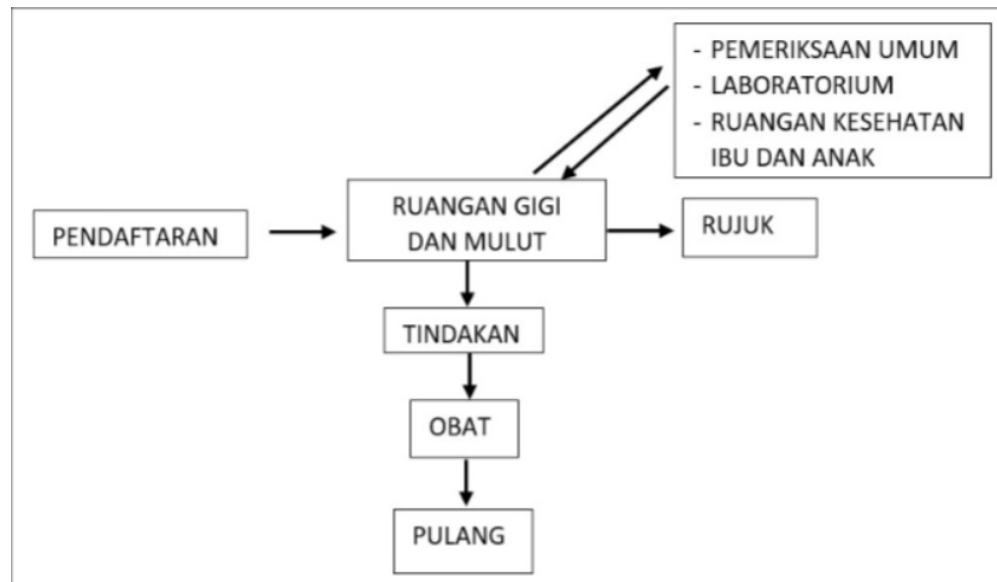 - PEMERIKSAAN UMUM
- LABORATORIUM
- RUANGAN KESEHATAN
IBU DAN ANAK
PENDAFTARAN
RUANGAN GIGI
DAN MULUT
RUJUK
TINDAKAN
OBAT
PULANG